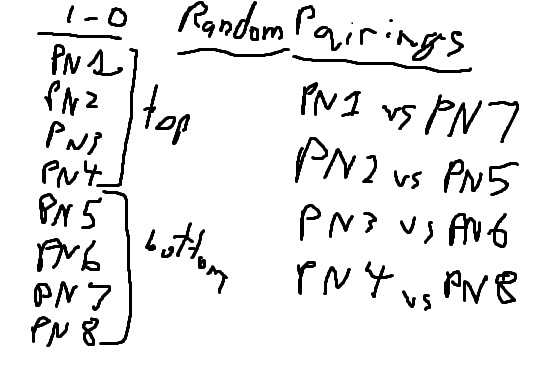 1-0
PN1
PN2
PN3
PN4
top
PN5
PN6
PN7
PN8
bottom
Random Pairings
PN1 vs PN7
PN2 vs PN5
PN3 vs PN6
PN4 vs PN8